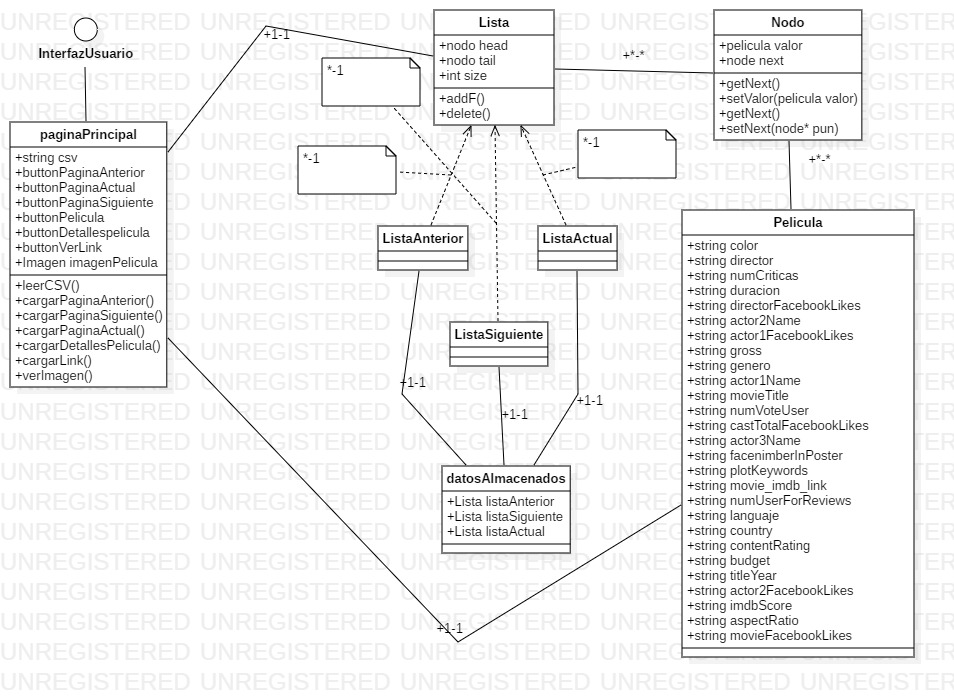 InterfazUsuario
paginaPrincipal
+string csv
+buttonPaginaAnterior
+buttonPaginaActual
+buttonPaginaSiguiente
+buttonPelicula
+buttonDetallespelicula
+buttonVerLink
+Imagen imagenPelicula
+leerCSV()
+cargarPaginaAnterior()
+cargarPaginaSiguiente()
+cargarPaginaActual()
+cargarDetallesPelicula()
+cargarLink()
+verImagen()
+1-1
Lista
+nodo head
+nodo tail
+int size
+addF()
+delete()
+*-*
Nodo
+pelicula valor
+node next
+getNext()
+setValor(pelicula valor)
+getNext()
+setNext(node* pun)
+*-*
*-1
*-1
*-1
ListaAnterior
ListaActual
ListaSiguiente
+1-1
+1-1
+1-1
datosAlmacenados
+Lista listaAnterior
+Lista listaSiguiente
+Lista listaActual
+1-1
Pelicula
+string color
+string director
+string numCriticas
+string duracion
+string directorFacebookLikes
+string actor2Name
+string actor1FacebookLikes
+string gross
+string genero
+string actor1Name
+string movieTitle
+string numVoteUser
+string castTotalFacebookLikes
+string actor3Name
+string facenimberInPoster
+string plotKeywords
+string movie_imdb_link
+string numUserForReviews
+string languaje
+string country
+string contentRating
+string budget
+string titleYear
+string actor2FacebookLikes
+string imdbScore
+string aspectRatio
+string movieFacebookLikes